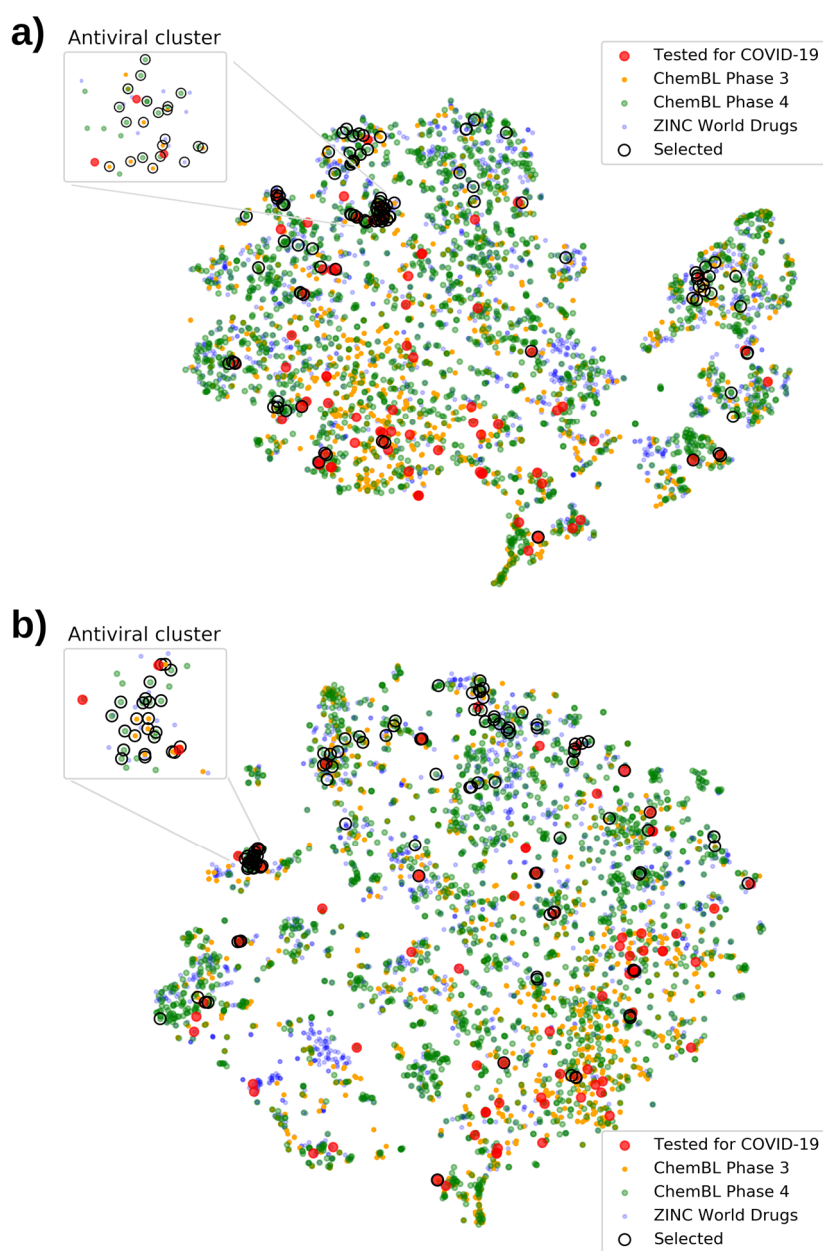 a)
Antiviral cluster
Tested for COVID-19
ChemBL Phase 3
ChemBL Phase 4
ZINC World Drugs
Selected
b)
Antiviral cluster
Tested for COVID-19
ChemBL Phase 3
ChemBL Phase 4
ZINC World Drugs
Selected